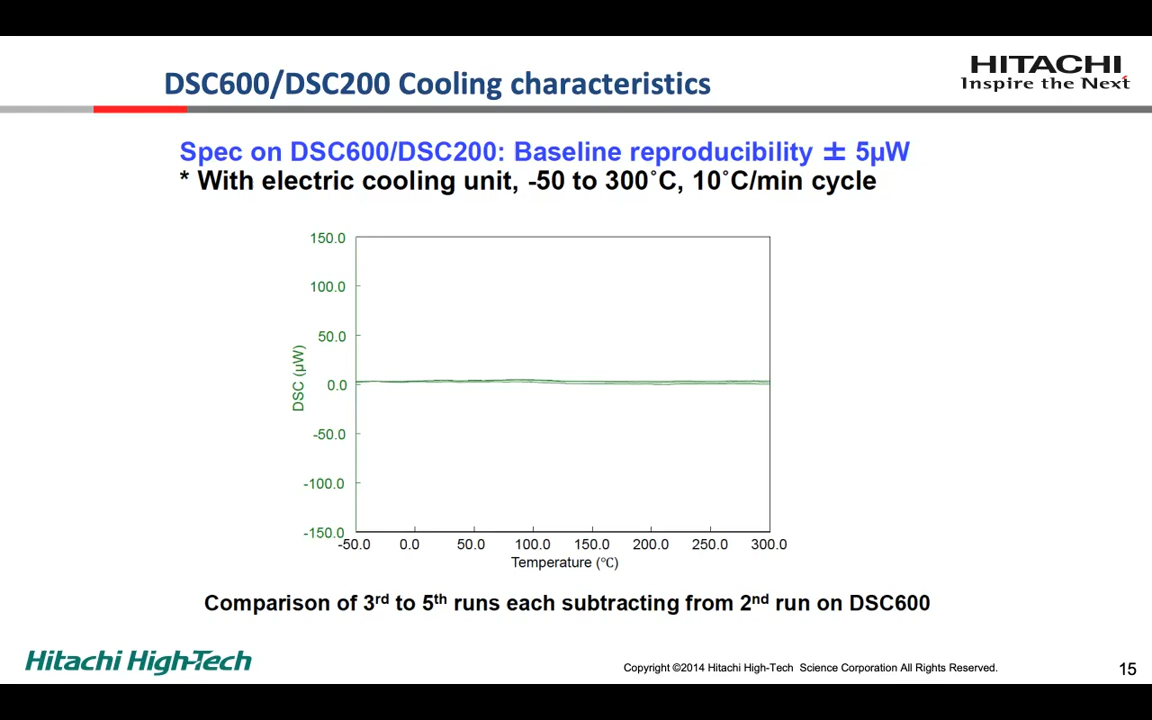 DSC600/DSC200 Cooling characteristics
HITACHI
Inspire the Next
Spec on DSC600/DSC200: Baseline reproducibility ± 5μW
* With electric cooling unit, -50 to 300˚C, 10˚C/min cycle
150.0
100.0
50.0
0.0
-50.0
-100.0
-150.0
DSC (μW)
-50.0 0.0 50.0 100.0 150.0 200.0 250.0 300.0
Temperature (℃)
Comparison of 3rd to 5th runs each subtracting from 2nd run on DSC600
Hitachi High-Tech
Copyright ©2014 Hitachi High-Tech Science Corporation All Rights Reserved.
15